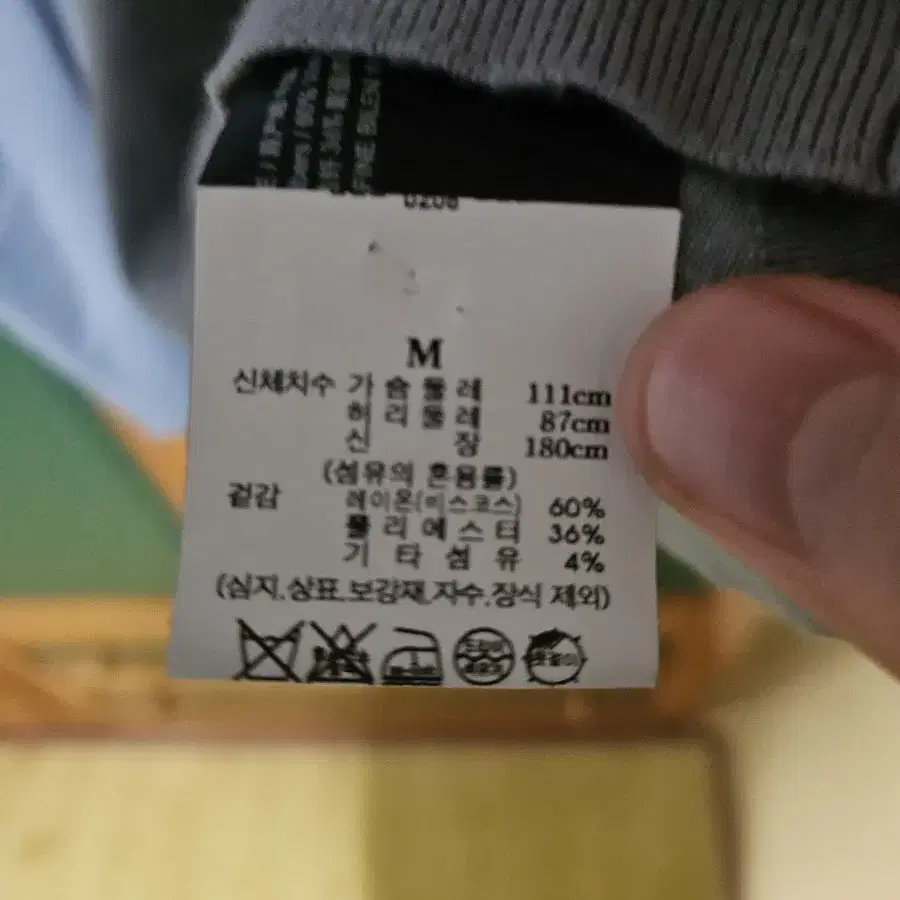 0208
M
신체치수 가슴둘레 111cm
허리둘레 87cm
신장 180cm
(섬유의 혼용률)
겉감 레이온(비스코스) 60%
폴리에스터 36%
기타섬유 4%
(심지.상표.보강재.자수.장식 제외)